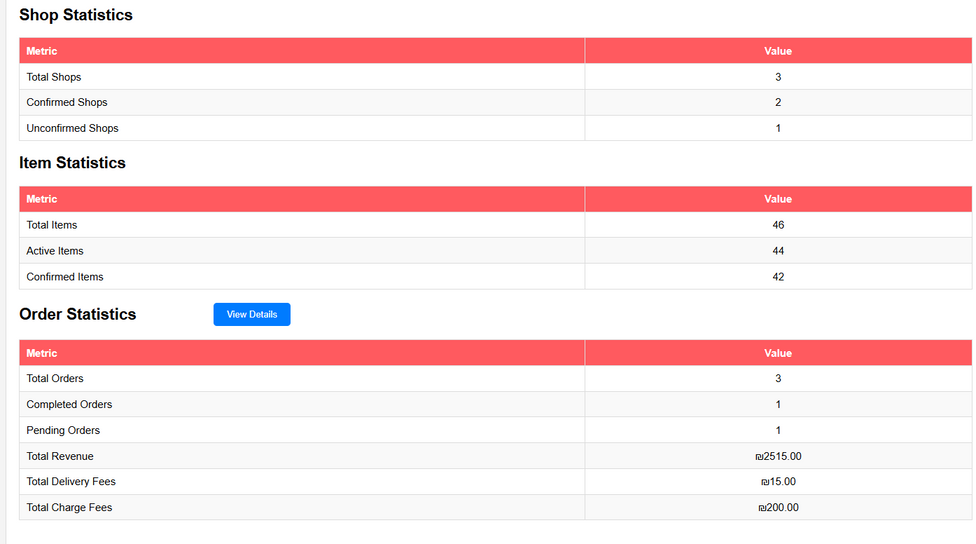 Shop Statistics
Metric Value
Total Shops 3
Confirmed Shops 2
Unconfirmed Shops 1
Item Statistics
Metric Value
Total Items 46
Active Items 44
Confirmed Items 42
Order Statistics View Details
Metric Value
Total Orders 3
Completed Orders 1
Pending Orders 1
Total Revenue ₪2515.00
Total Delivery Fees ₪15.00
Total Charge Fees ₪200.00